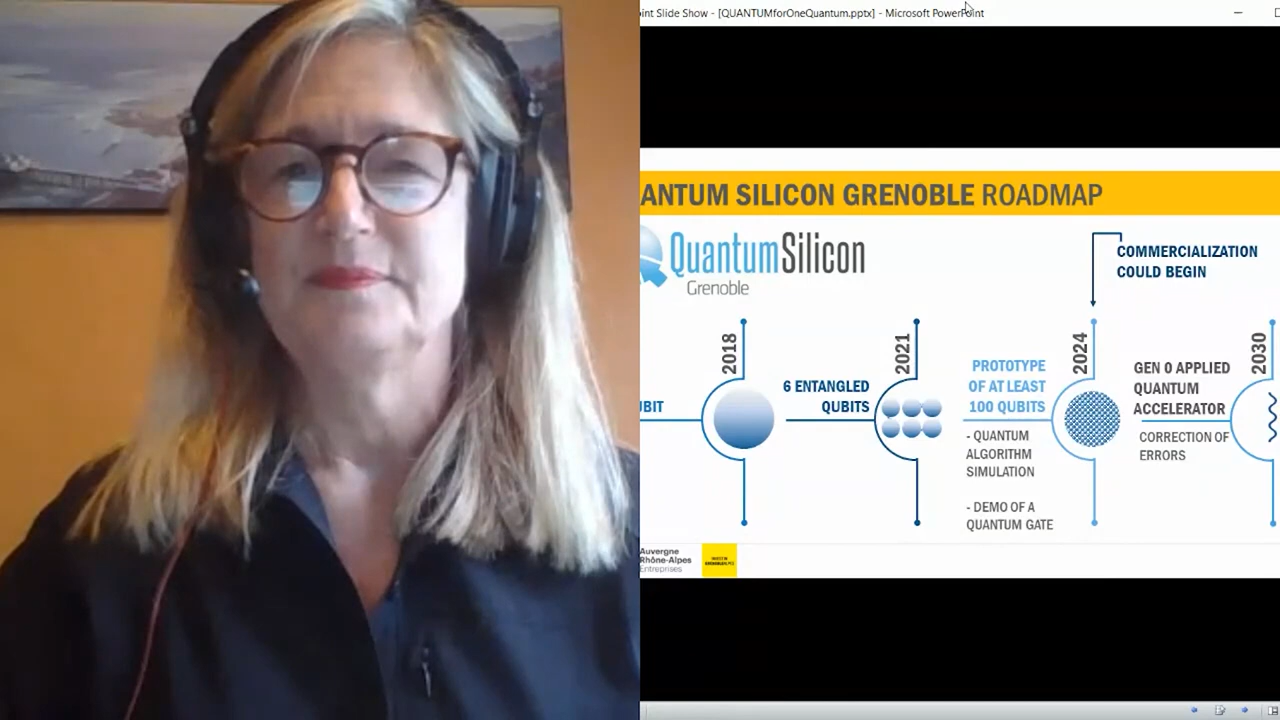 int Slide Show - [QUANTUMforOneQuantum.pptx] - Microsoft PowerPoint
ANTUM SILICON GRENOBLE ROADMAP
QuantumSilicon
Grenoble
COMMERCIALIZATION
COULD BEGIN
2018
2021
2024
2030
BIT
6 ENTANGLED
QUBITS
PROTOTYPE
OF AT LEAST
100 QUBITS
- QUANTUM
ALGORITHM
SIMULATION
- DEMO OF A
QUANTUM GATE
GEN 0 APPLIED
QUANTUM
ACCELERATOR
CORRECTION OF
ERRORS
Auvergne
Rhône-Alpes
Entreprises